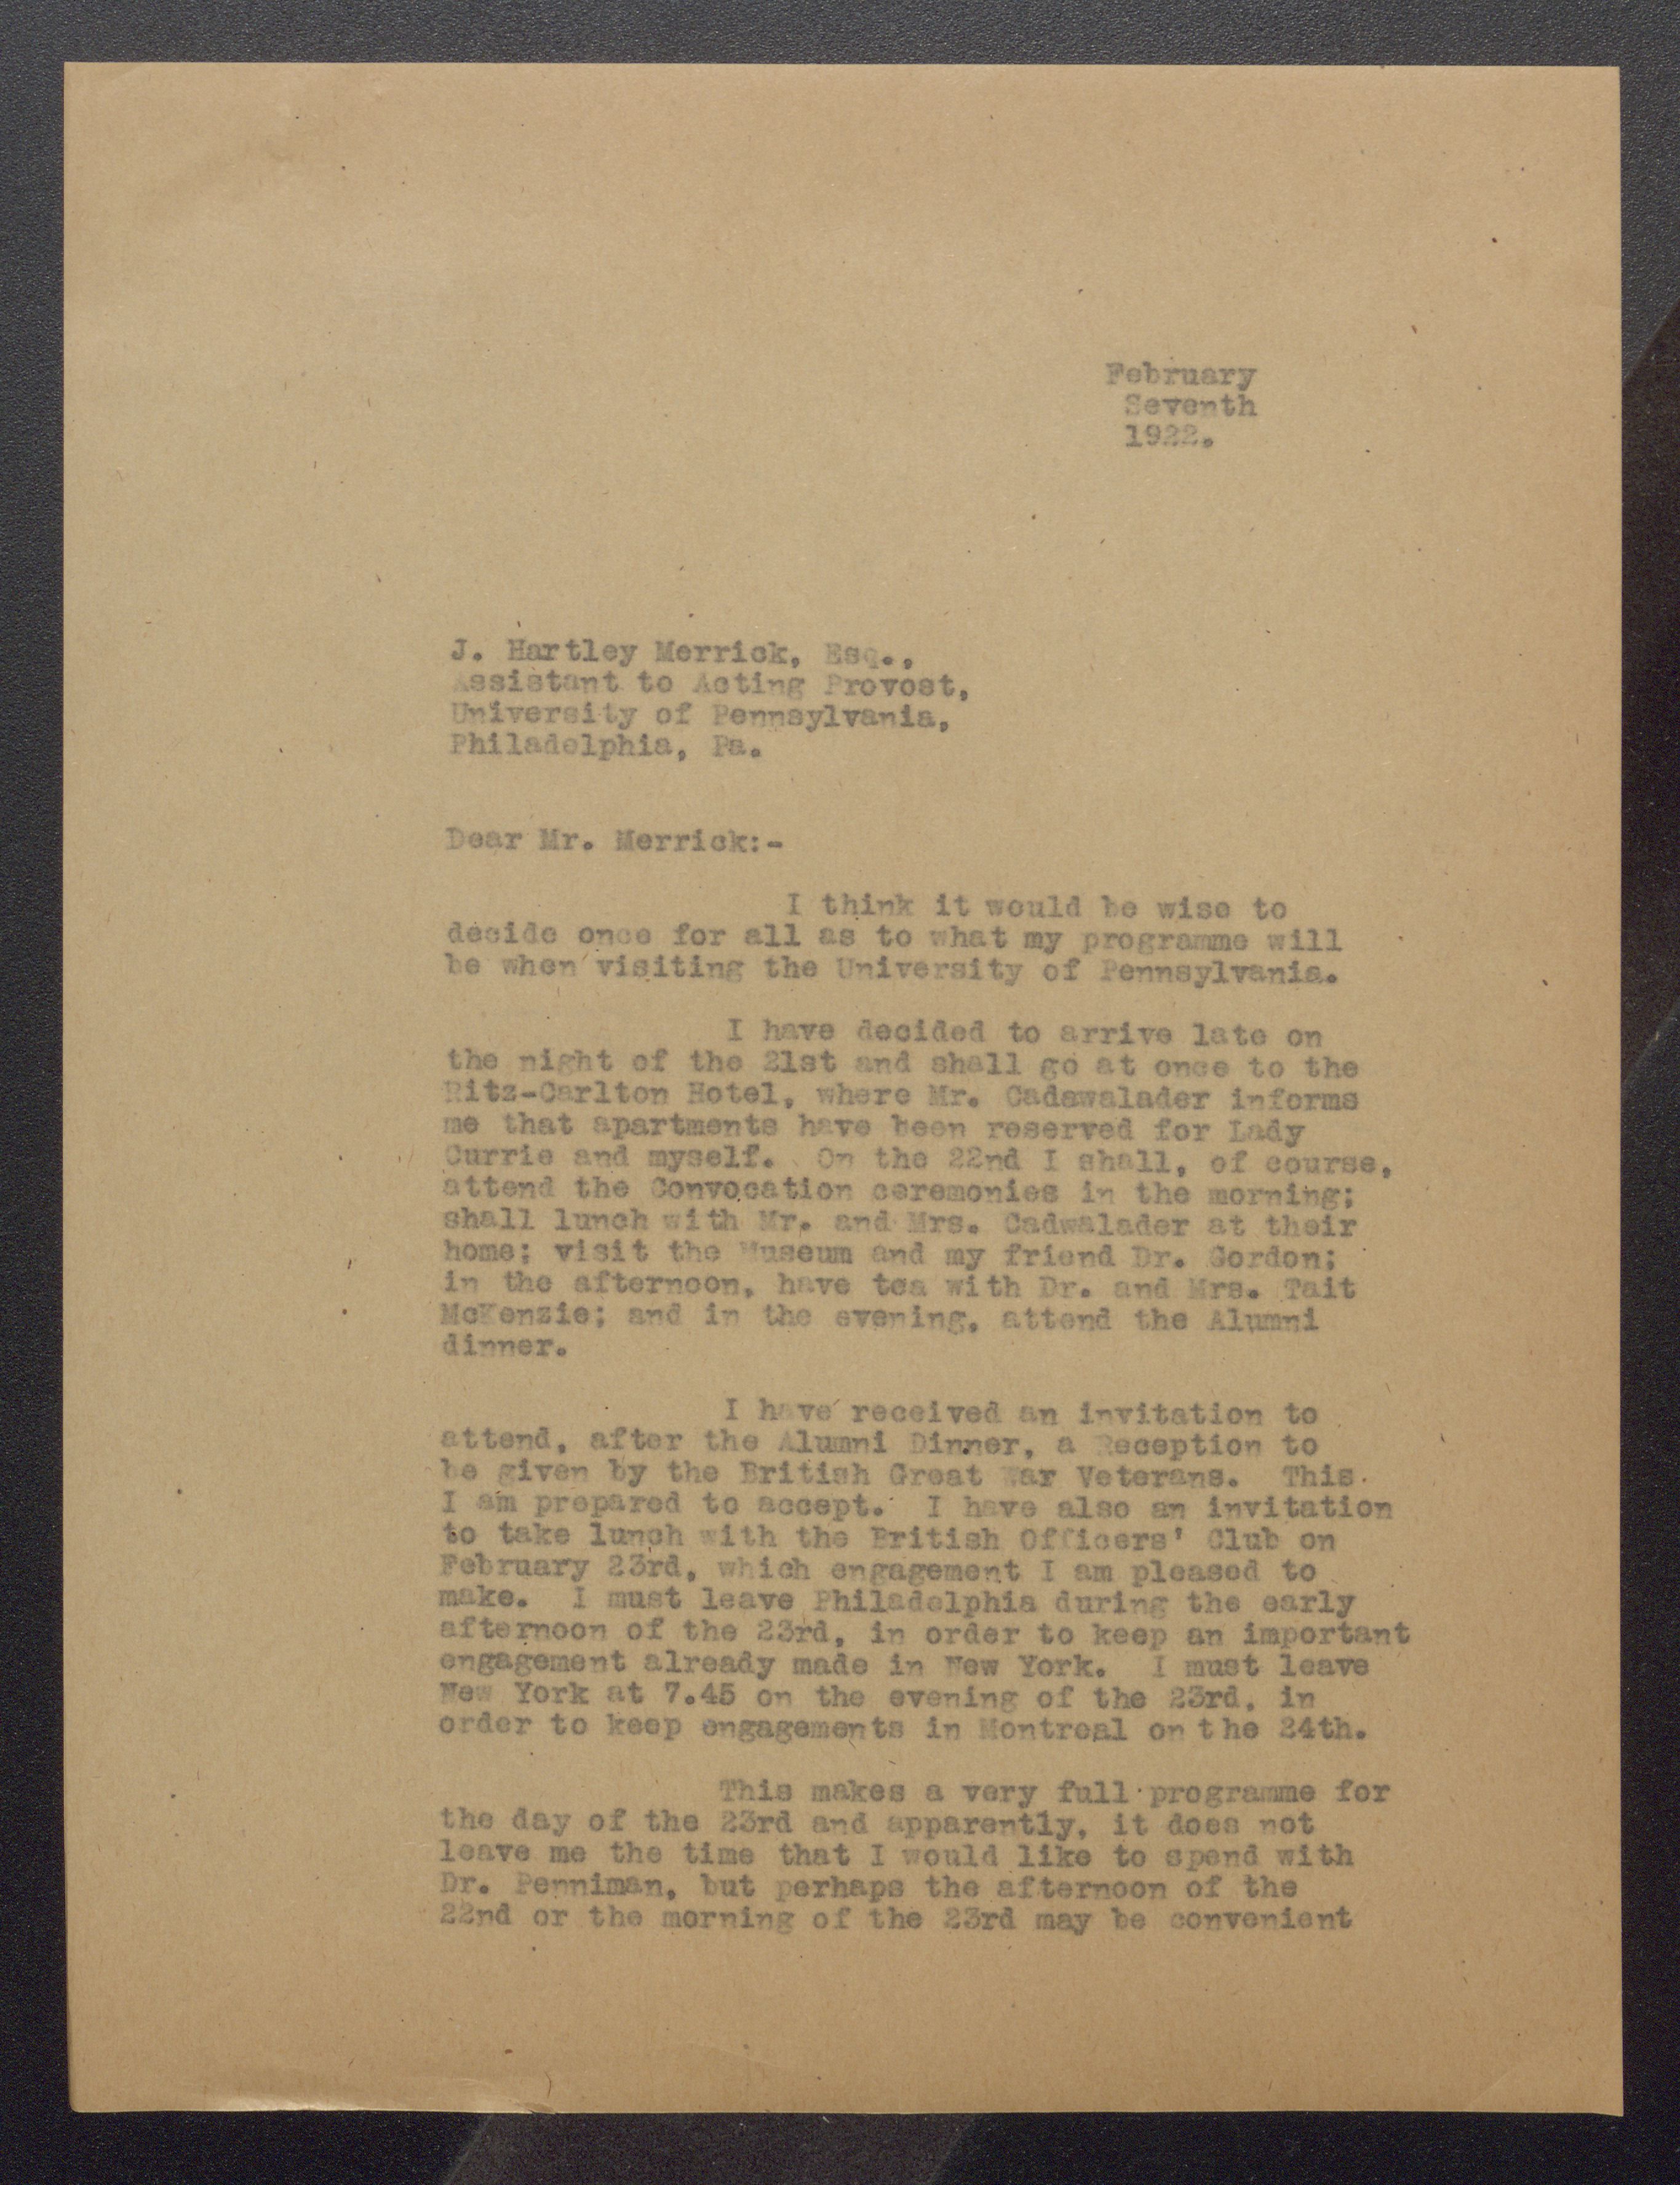 February
Seventh
1922.
J. Hartley Merrick, Esq.,
Assistant to Acting Provost,
University of Pennsylvania,
Philadelphia, Pa.
Dear Mr. Merrick:-
I think it would be wise to
decide once for all as to what my programme will
be when visiting the University of Pennsylvania.
I have decided to arrive late on
the night of the 21st and shall go at once to the
Ritz-Carlton Hotel, where Mr. Cadawalader informs
me that apartments have been reserved for Lady
Currie and myself. On the 22nd I shall, of course,
attend the Convocation ceremonies in the morning;
shall lunch with Mr. and Mrs. Cadwalader at their
home; visit the Museum and my friend Dr. Gordon;
in the afternoon, have tea with Dr. and Mrs. Tait
McKenzie; and in the evening, attend the Alumni
dinner.
I have received an invitation to
attend, after the Alumni Dinner, a Reception to
be given by the British Great War Veterans. This
I am prepared to accept. I have also an invitation
to take lunch with the British Officers' Club on
February 23rd, which engagement I am pleased to
make. I must leave Philadelphia during the early
afternoon of the 23rd, in order to keep an important
engagement already made in New York. I must leave
New York at 7.45 on the evening of the 23rd, in
order to keep engagements in Montreal on the 24th.
This makes a very full programme for
the day of the 23rd and apparently, it does not
leave me the time that I would like to spend with
Dr. Penniman, but perhaps the afternoon of the
22nd or the morning of the 23rd may be convenient